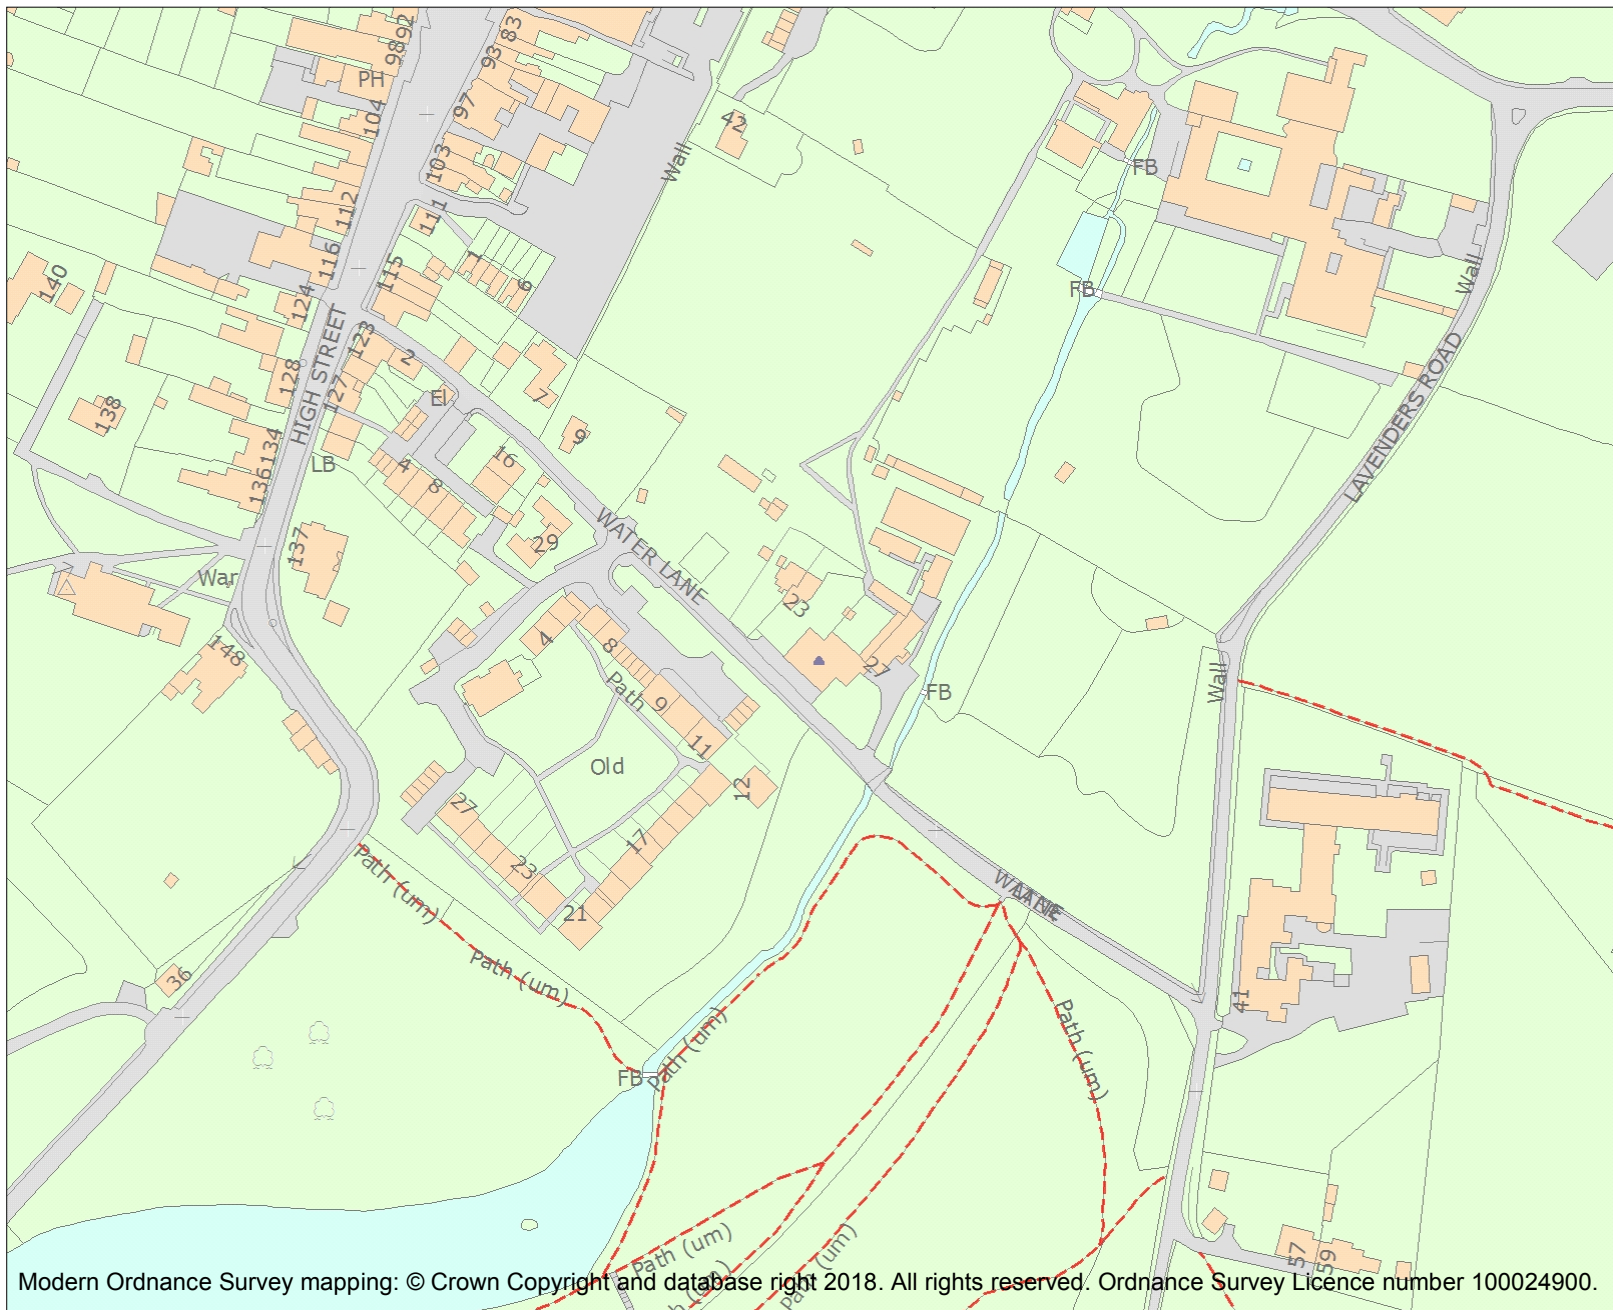 92
98
83
93
PH
104
97
42
103
Wall
FB
112
111
116
1
6
115
140
124
FB
Wall
HIGH STREET
123
2
128
127
El
7
138
9
LAVENDERS ROAD
134
LB
16
4
8
136
137
29
WATER LANE
War
23
148
4
8
27
Path
9
FB
Wall
11
Old
12
27
17
23
21
Path (um)
WATER
LANE
36
Path (um)
41
Path (um)
Path (um)
FB
Path (um)
Path (um)
57
59
Modern Ordnance Survey mapping: © Crown Copyright and database right 2018. All rights reserved. Ordnance Survey Licence number 100024900.